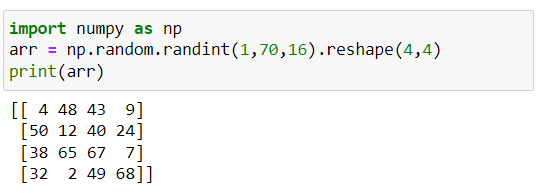 import numpy as np
arr = np.random.randint(1,70,16).reshape(4,4)
print(arr)
[[ 4 48 43  9]
 [50 12 40 24]
 [38 65 67  7]
 [32  2 49 68]]